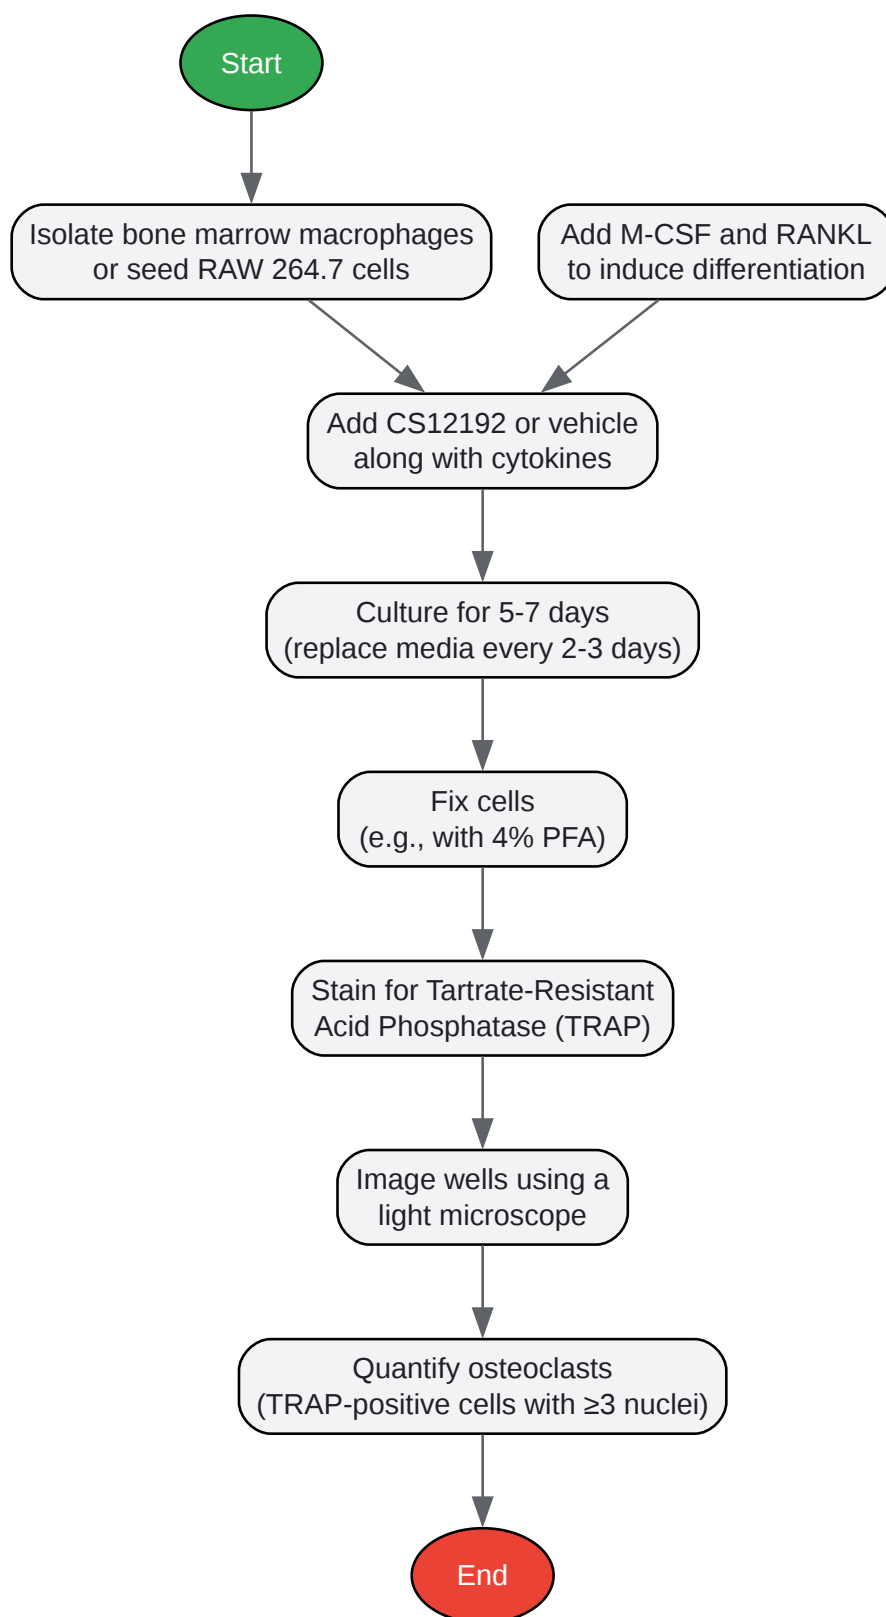 Start
Isolate bone marrow macrophages
or seed RAW 264.7 cells
Add M-CSF and RANKL
to induce differentiation
Add CS12192 or vehicle
along with cytokines
Culture for 5-7 days
(replace media every 2-3 days)
Fix cells
(e.g., with 4% PFA)
Stain for Tartrate-Resistant
Acid Phosphatase (TRAP)
Image wells using a
light microscope
Quantify osteoclasts
(TRAP-positive cells with ≥3 nuclei)
End